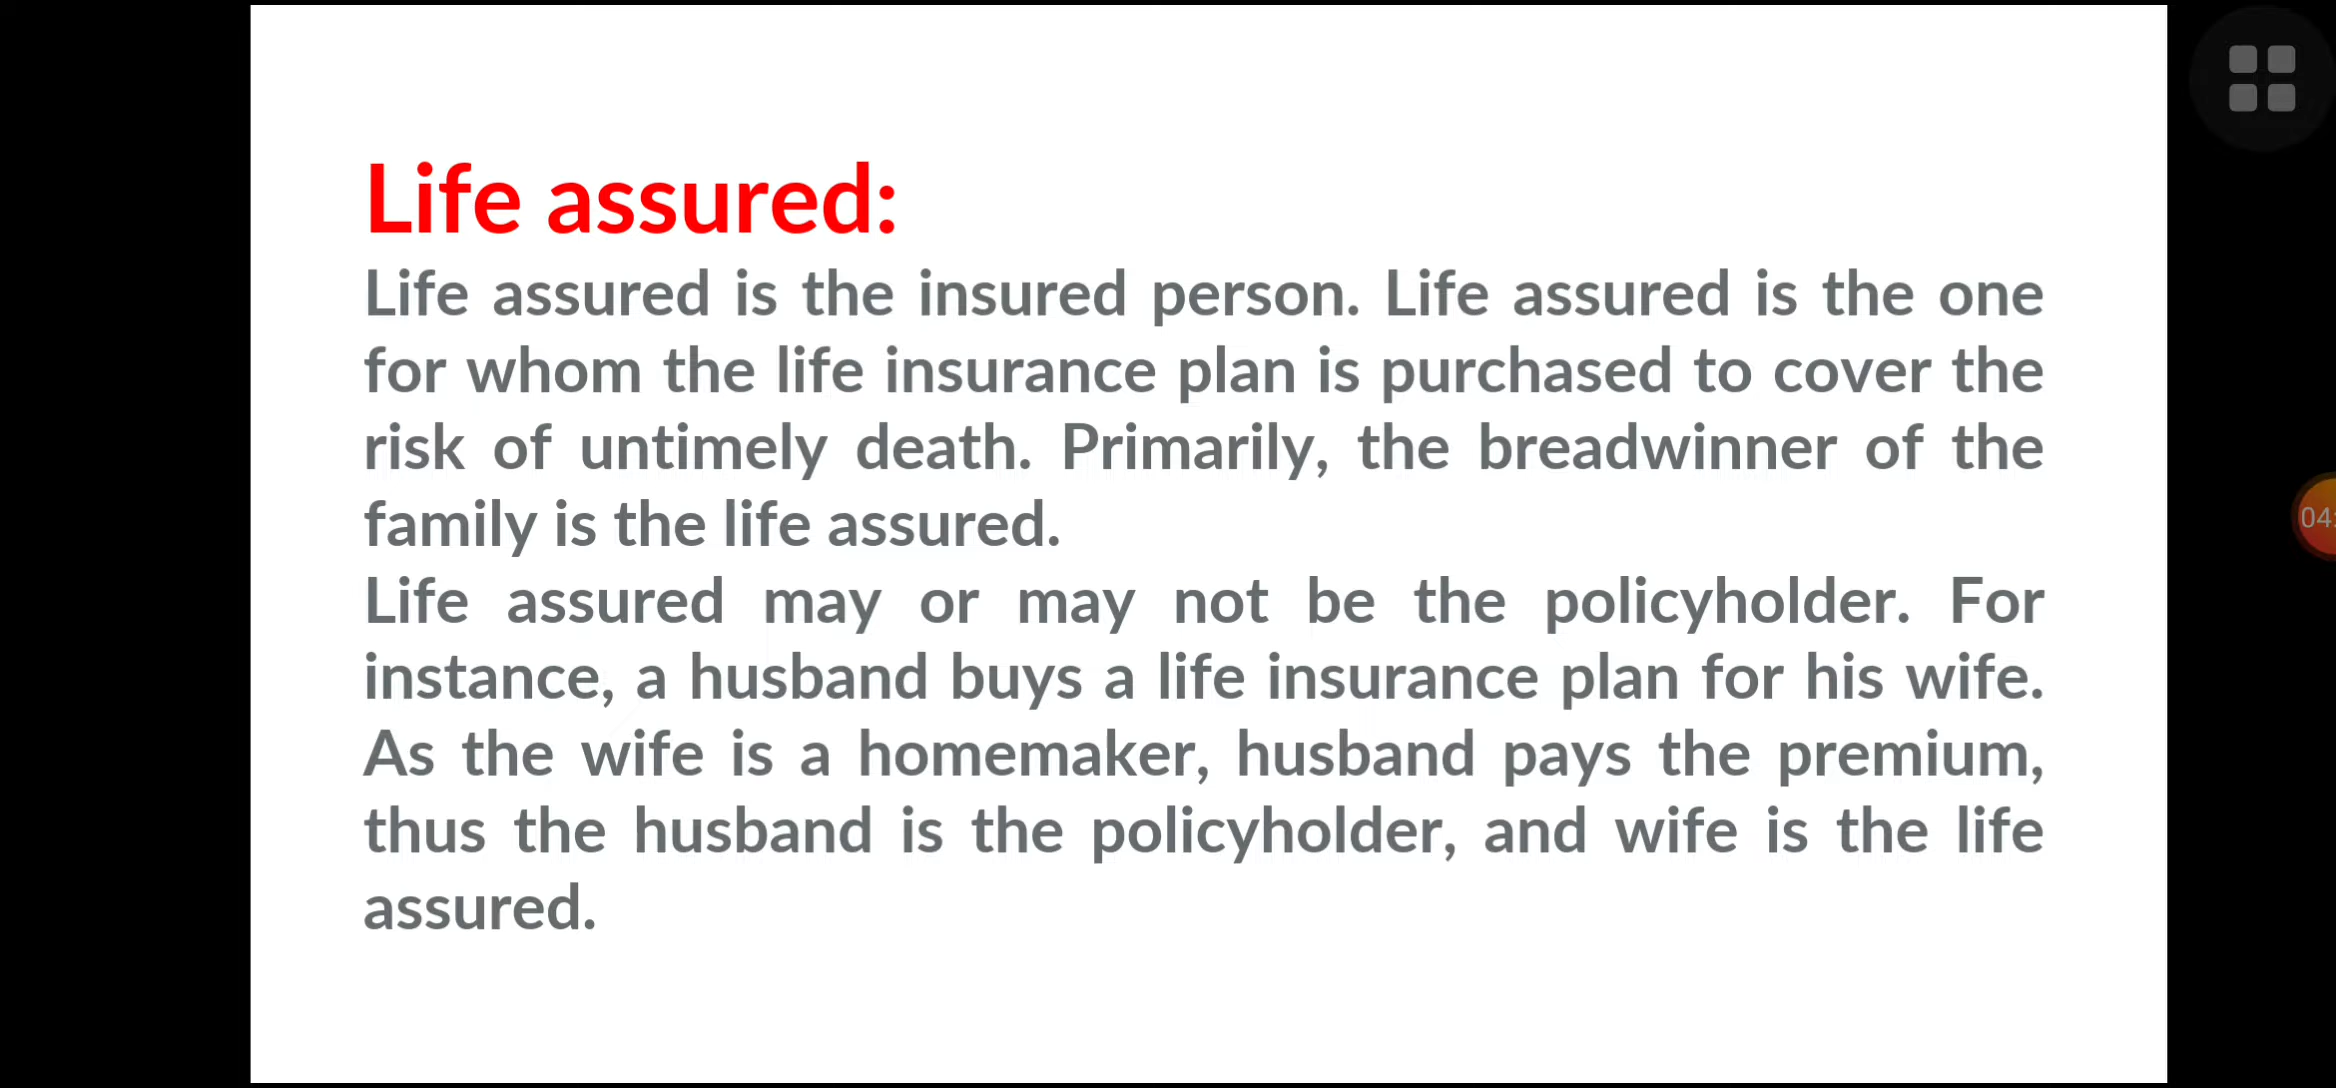 Life assured:
Life assured is the insured person. Life assured is the one
for whom the life insurance plan is purchased to cover the
risk of untimely death. Primarily, the breadwinner of the
family is the life assured.
Life assured may or may not be the policyholder. For
instance, a husband buys a life insurance plan for his wife.
As the wife is a homemaker, husband pays the premium,
thus the husband is the policyholder, and wife is the life
assured.
04: